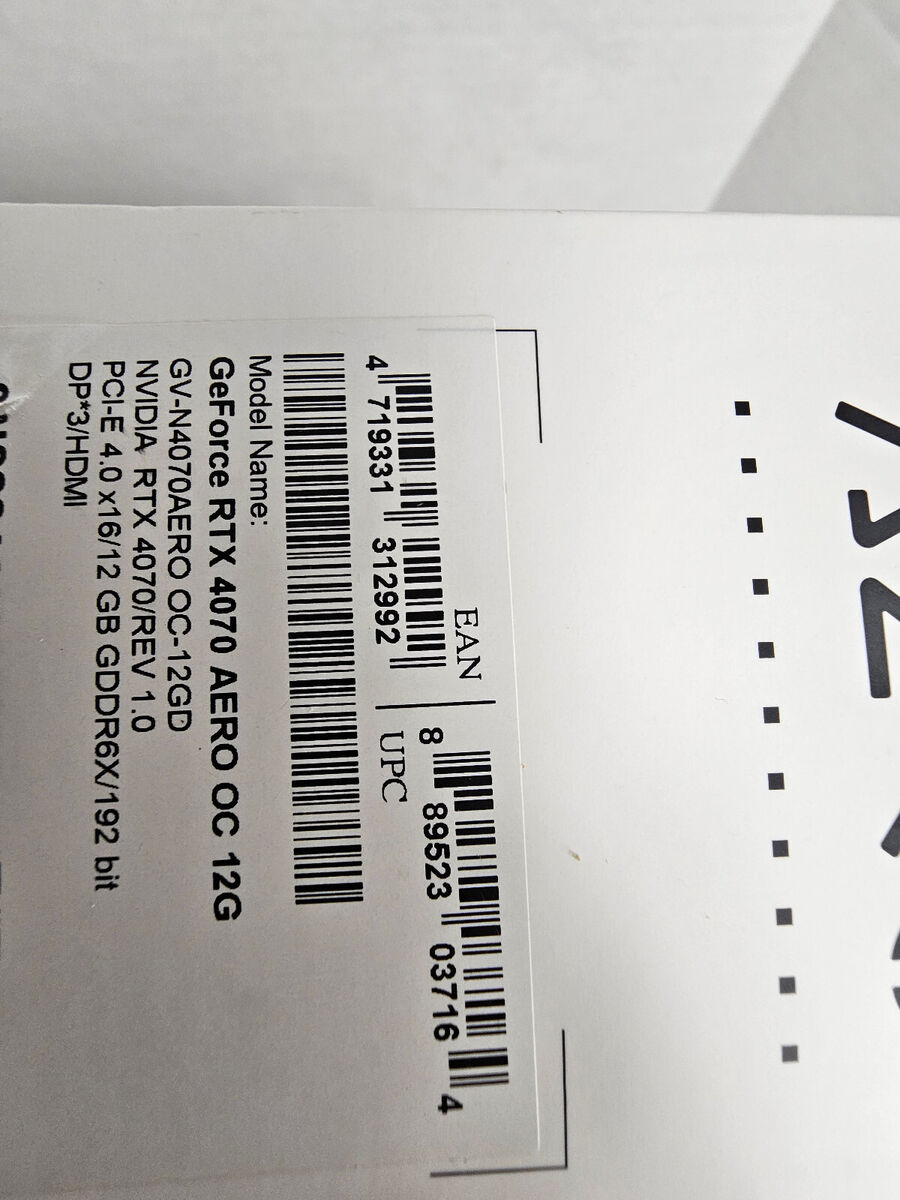 EAN
4 719331 312992
UPC
8 89523 03716 4
Model Name:
GeForce RTX 4070 AERO OC 12G
GV-N4070AERO OC-12GD
NVIDIA RTX 4070/REV 1.0
PCI-E 4.0 x16/12 GB GDDR6X/192 bit
DP*3/HDMI